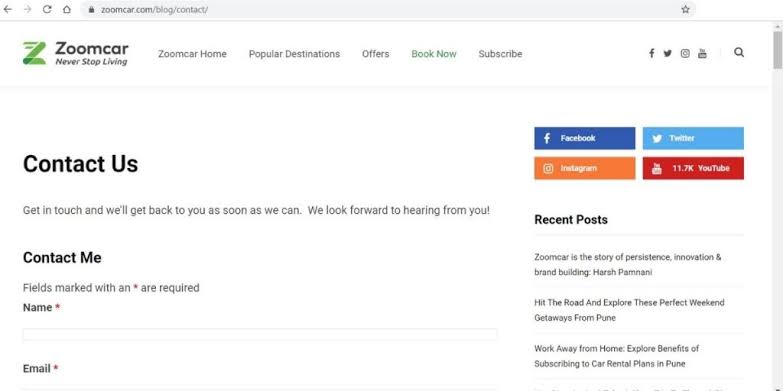 zoomcar.com/blog/contact/
Zoomcar
Never Stop Living
Zoomcar Home Popular Destinations Offers Book Now Subscribe
Contact Us
Get in touch and we'll get back to you as soon as we can. We look forward to hearing from you!
Contact Me
Fields marked with an * are required
Name *
Email *
Facebook Twitter
Instagram 11.7K YouTube
Recent Posts
Zoomcar is the story of persistence, innovation &
brand building: Harsh Pamnani
Hit The Road And Explore These Perfect Weekend
Getaways From Pune
Work Away from Home: Explore Benefits of
Subscribing to Car Rental Plans in Pune